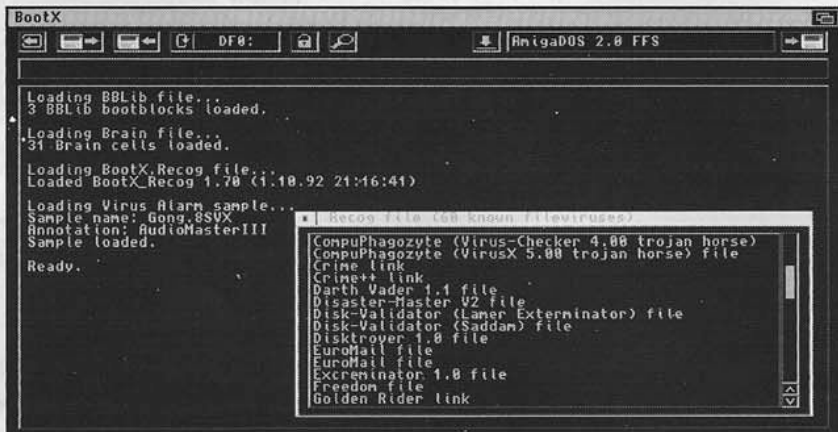 BootX
DF0:
AmigaDOS 2.0 FFS
Loading BBLib file...
3 BBLib bootblocks loaded.
Loading Brain file...
31 Brain cells loaded.
Loading BootX.Recog file...
Loaded BootX_Recog 1.70 (1.10.92 21:16:41)
Loading Virus Alarm sample...
Sample name: Gong.8SVX
Annotation: AudioMasterIII
Sample loaded.
Ready.
Recog file (60 known fileviruses)
CompuPhagozyte (Virus-Checker 4.00 trojan horse)
CompuPhagozyte (VirusX 5.00 trojan horse) file
Crime link
Crime++ link
Darth Vader 1.1 file
Disaster-Master V2 file
Disk-Validator (Lamer Exterminator) file
Disk-Validator (Saddam) file
Disktroyer 1.0 file
EuroMail file
EuroMail file
Excreminator 1.0 file
Freedom file
Golden Rider link